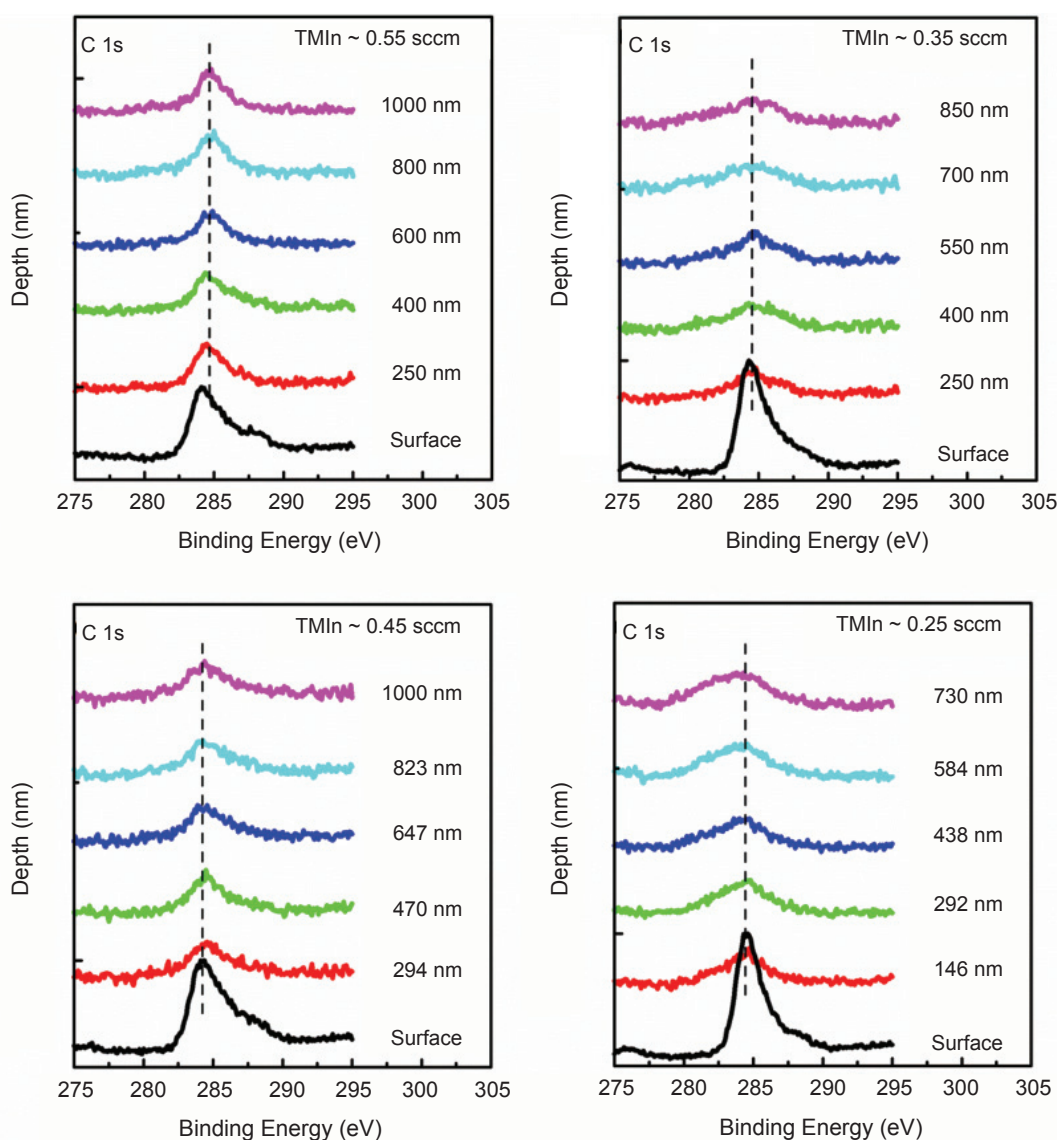 C 1s
TMIn ~ 0.55 sccm
1000 nm
800 nm
600 nm
400 nm
250 nm
Surface
Depth (nm)
275 280 285 290 295 300 305
Binding Energy (eV)
C 1s
TMIn ~ 0.35 sccm
850 nm
700 nm
550 nm
400 nm
250 nm
Surface
Depth (nm)
275 280 285 290 295 300 305
Binding Energy (eV)
C 1s
TMIn ~ 0.45 sccm
1000 nm
823 nm
647 nm
470 nm
294 nm
Surface
Depth (nm)
275 280 285 290 295 300 305
Binding Energy (eV)
C 1s
TMIn ~ 0.25 sccm
730 nm
584 nm
438 nm
292 nm
146 nm
Surface
Depth (nm)
275 280 285 290 295 300 305
Binding Energy (eV)